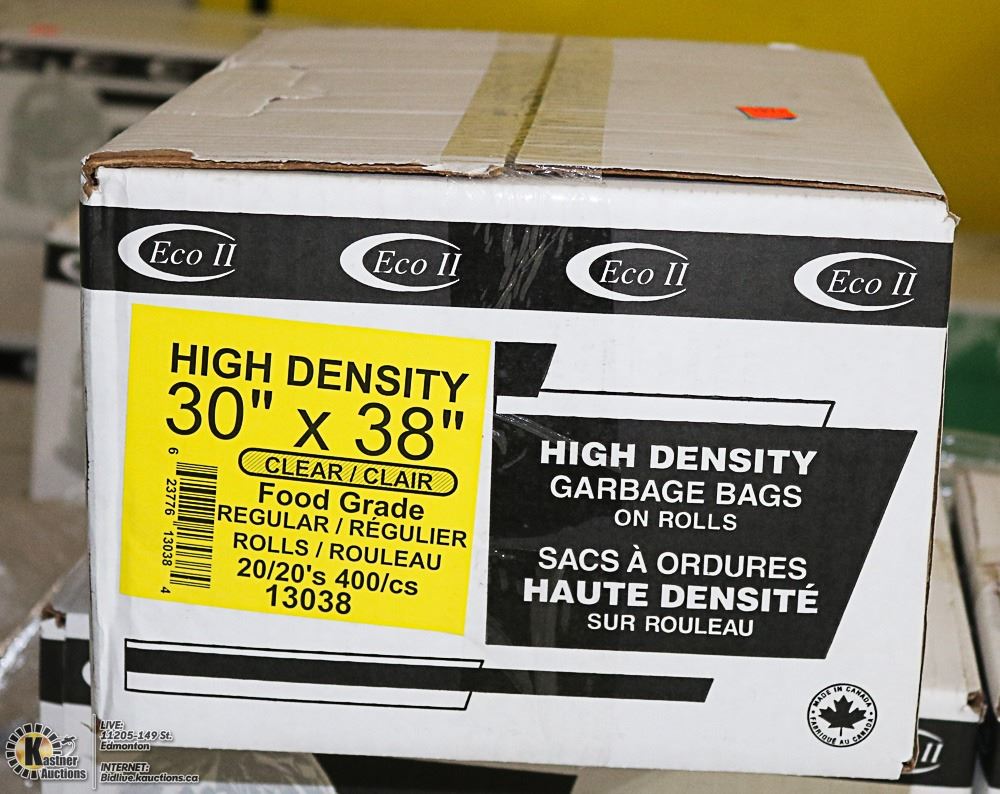 Eco II Eco II Eco II Eco II
HIGH DENSITY
30" x 38"
CLEAR / CLAIR
Food Grade
REGULAR / RÉGULIER
ROLLS / ROULEAU
20/20's 400/cs
13038
6 23776 13038 4
HIGH DENSITY
GARBAGE BAGS
ON ROLLS
SACS À ORDURES
HAUTE DENSITÉ
SUR ROULEAU
MADE IN CANADA
FABRIQUÉ AU CANADA
II
K
Kastner
Auctions
LIVE:
11205-149 St.
Edmonton
INTERNET:
Bidlive.kauctions.ca